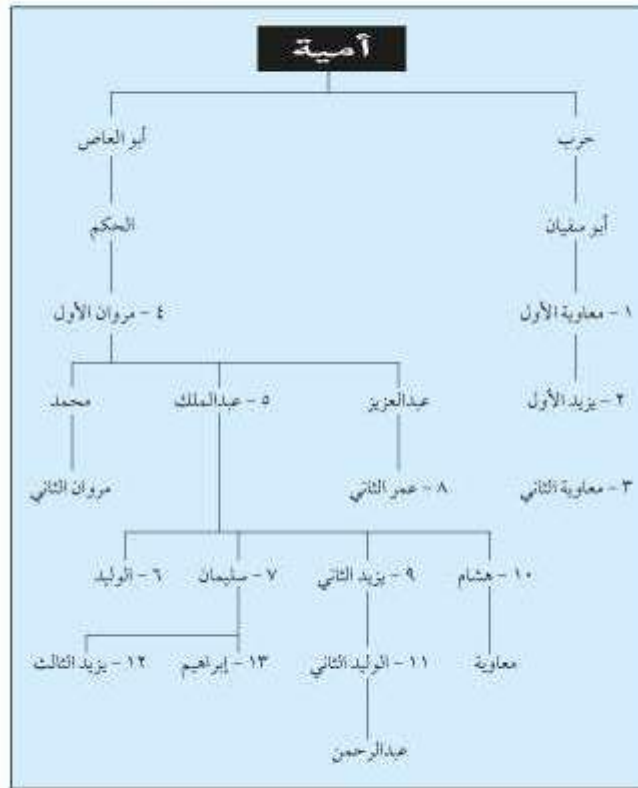 أمية
حرب أبو العاص
أبو سفيان الحكم
١ - معاوية الأول ٤ - مروان الأول
٢ - يزيد الأول عبدالعزيز ٥ - عبدالملك محمد
٣ - معاوية الثاني ٨ - عمر الثاني مروان الثاني
١٠ - هشام ٩ - يزيد الثاني ٧ - سليمان ٦ - الوليد
معاوية ١١ - الوليد الثاني ١٣ - إبراهيم ١٢ - يزيد الثالث
عبدالرحمن